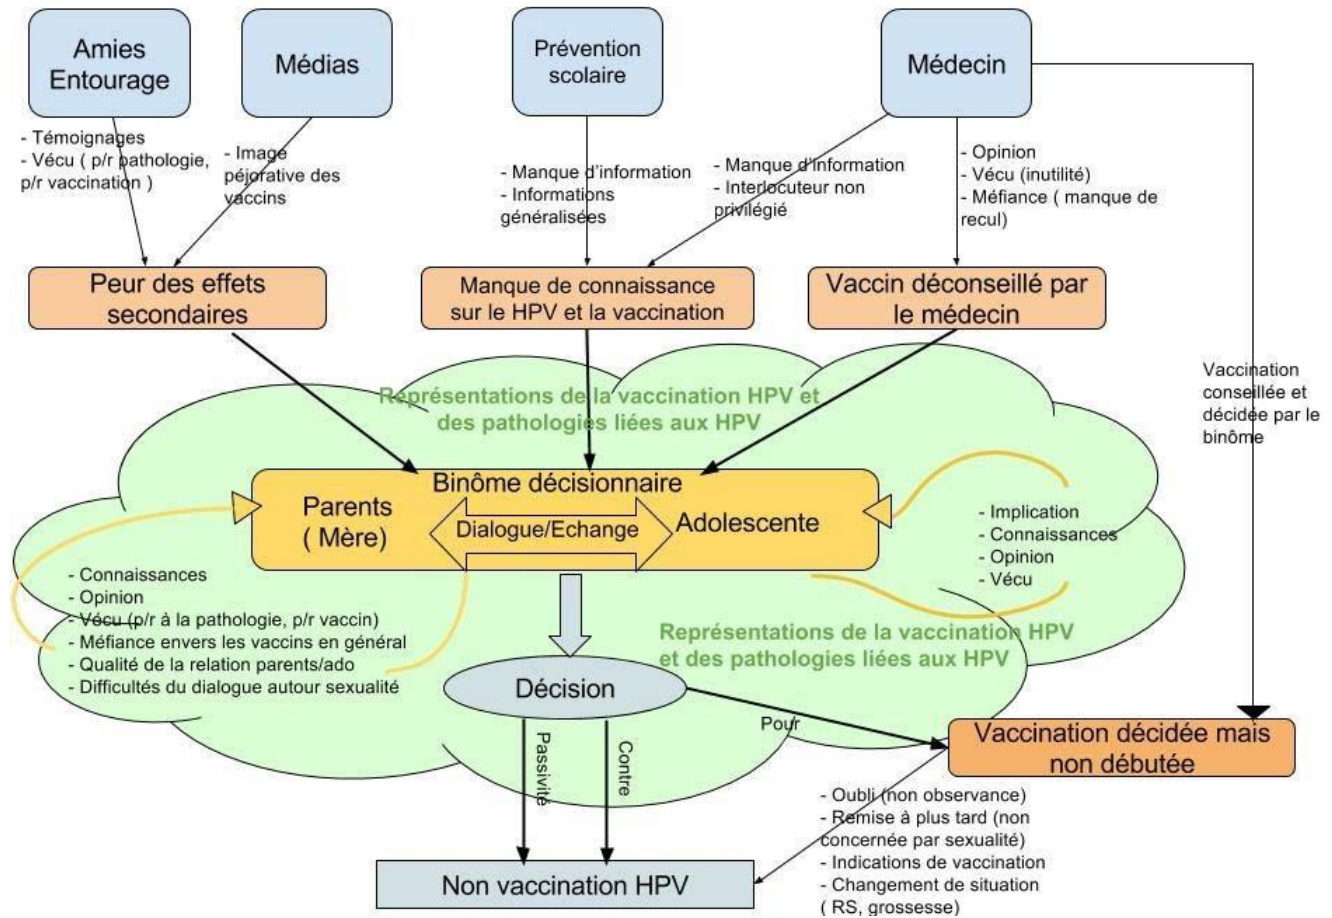 Amies
Entourage
Médias
Prévention
scolaire
Médecin
- Témoignages
- Vécu ( p/r pathologie,
p/r vaccination )
- Image
péjorative des
vaccins
- Manque d'information
- Informations
généralisées
- Manque d'information
- Interlocuteur non
privilégié
- Opinion
- Vécu (inutilité)
- Méfiance ( manque de
recul)
Peur des effets
secondaires
Manque de connaissance
sur le HPV et la vaccination
Vaccin déconseillé par
le médecin
Vaccination
conseillée et
décidée par le
binôme
Représentations de la vaccination HPV et
des pathologies liées aux HPV
Binôme décisionnaire
Parents
( Mère)
Dialogue/Echange
Adolescente
- Implication
- Connaissances
- Opinion
- Vécu
- Connaissances
- Opinion
- Vécu (p/r à la pathologie, p/r vaccin)
- Méfiance envers les vaccins en général
- Qualité de la relation parents/ado
- Difficultés du dialogue autour sexualité
Représentations de la vaccination HPV
et des pathologies liées aux HPV
Décision
Pour
Passivité
Contre
Vaccination décidée mais
non débutée
- Oubli (non observance)
- Remise à plus tard (non
concernée par sexualité)
- Indications de vaccination
- Changement de situation
( RS, grossesse)
Non vaccination HPV